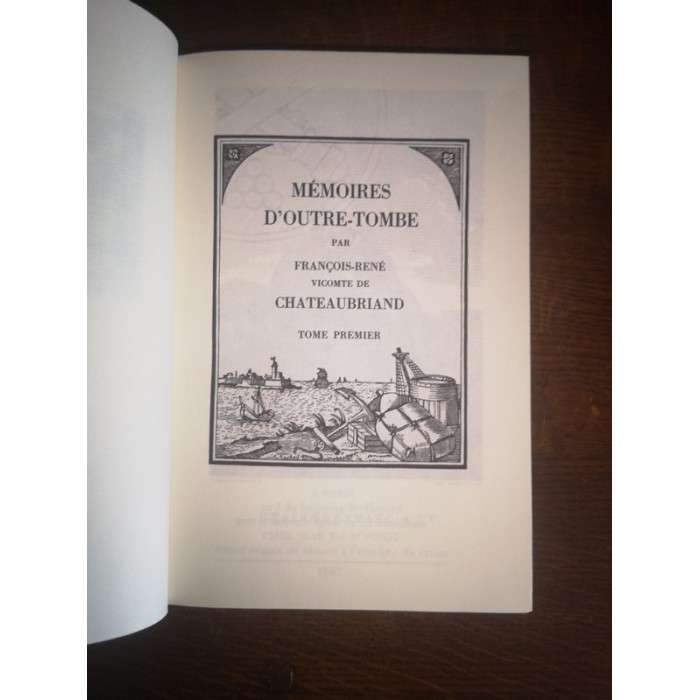 MÉMOIRES
D'OUTRE-TOMBE
PAR
FRANÇOIS-RENÉ
VICOMTE DE
CHATEAUBRIAND
TOME PREMIER